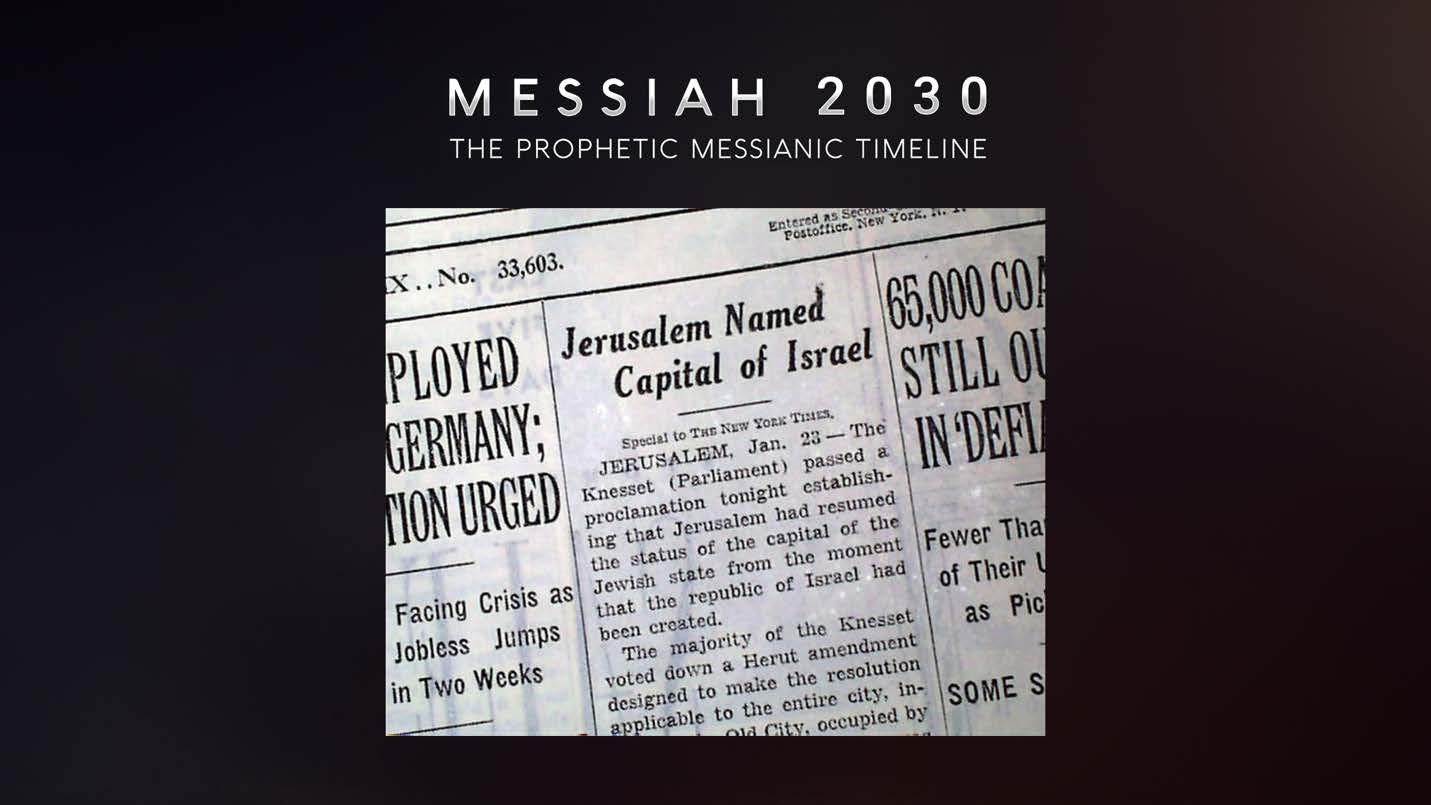 MESSIAH 2030
THE PROPHETIC MESSIANIC TIMELINE
Entered as Second-
Postoffice, New York, N. Y.
X..No. 33,603.
PLOYED
GERMANY;
TION URGED
Facing Crisis as
Jobless Jumps
in Two Weeks
Jerusalem Named
Capital of Israel
Special to THE NEW YORK TIMES.
JERUSALEM, Jan. 23—The
Knesset (Parliament) passed a
proclamation tonight establish-
ing that Jerusalem had resumed
the status of the capital of the
Jewish state from the moment
that the republic of Israel had
been created.
The majority of the Knesset
voted down a Herut amendment
designed to make the resolution
applicable to the entire city, in-
Old City, occupied by
65,000 COA
STILL OU
IN 'DEFIA
Fewer Tha
of Their U
as Pic
SOME S